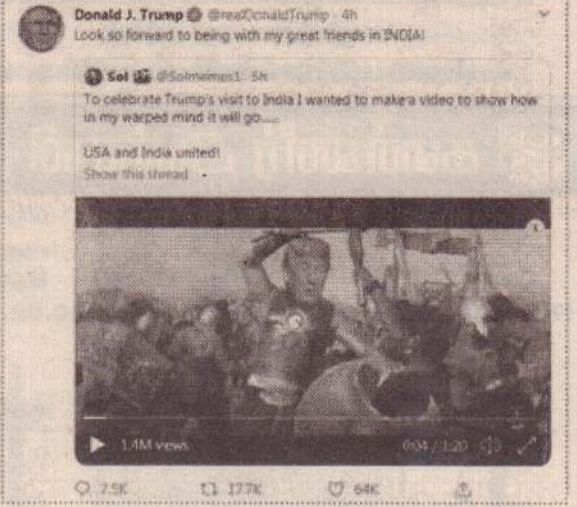 Donald J. Trump @realDonaldTrump · 4h
Look so forward to being with my great friends in INDIA!
Sol @Solmemes1 · 5h
To celebrate Trump's visit to India I wanted to make a video to show how
in my warped mind it will go.....
USA and India united!
Show this thread
1.4M views
0:04 / 1:20
7.5K 17.7K 64K